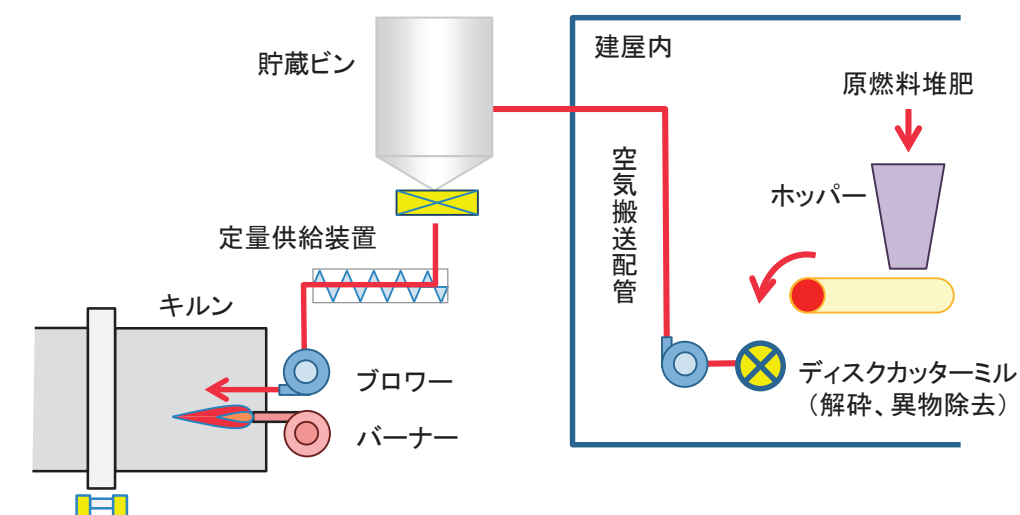 貯蔵ビン
建屋内
原燃料堆肥
空気搬送配管
ホッパー
定量供給装置
キルン
ブロワー
ディスクカッターミル
（解砕、異物除去）
バーナー